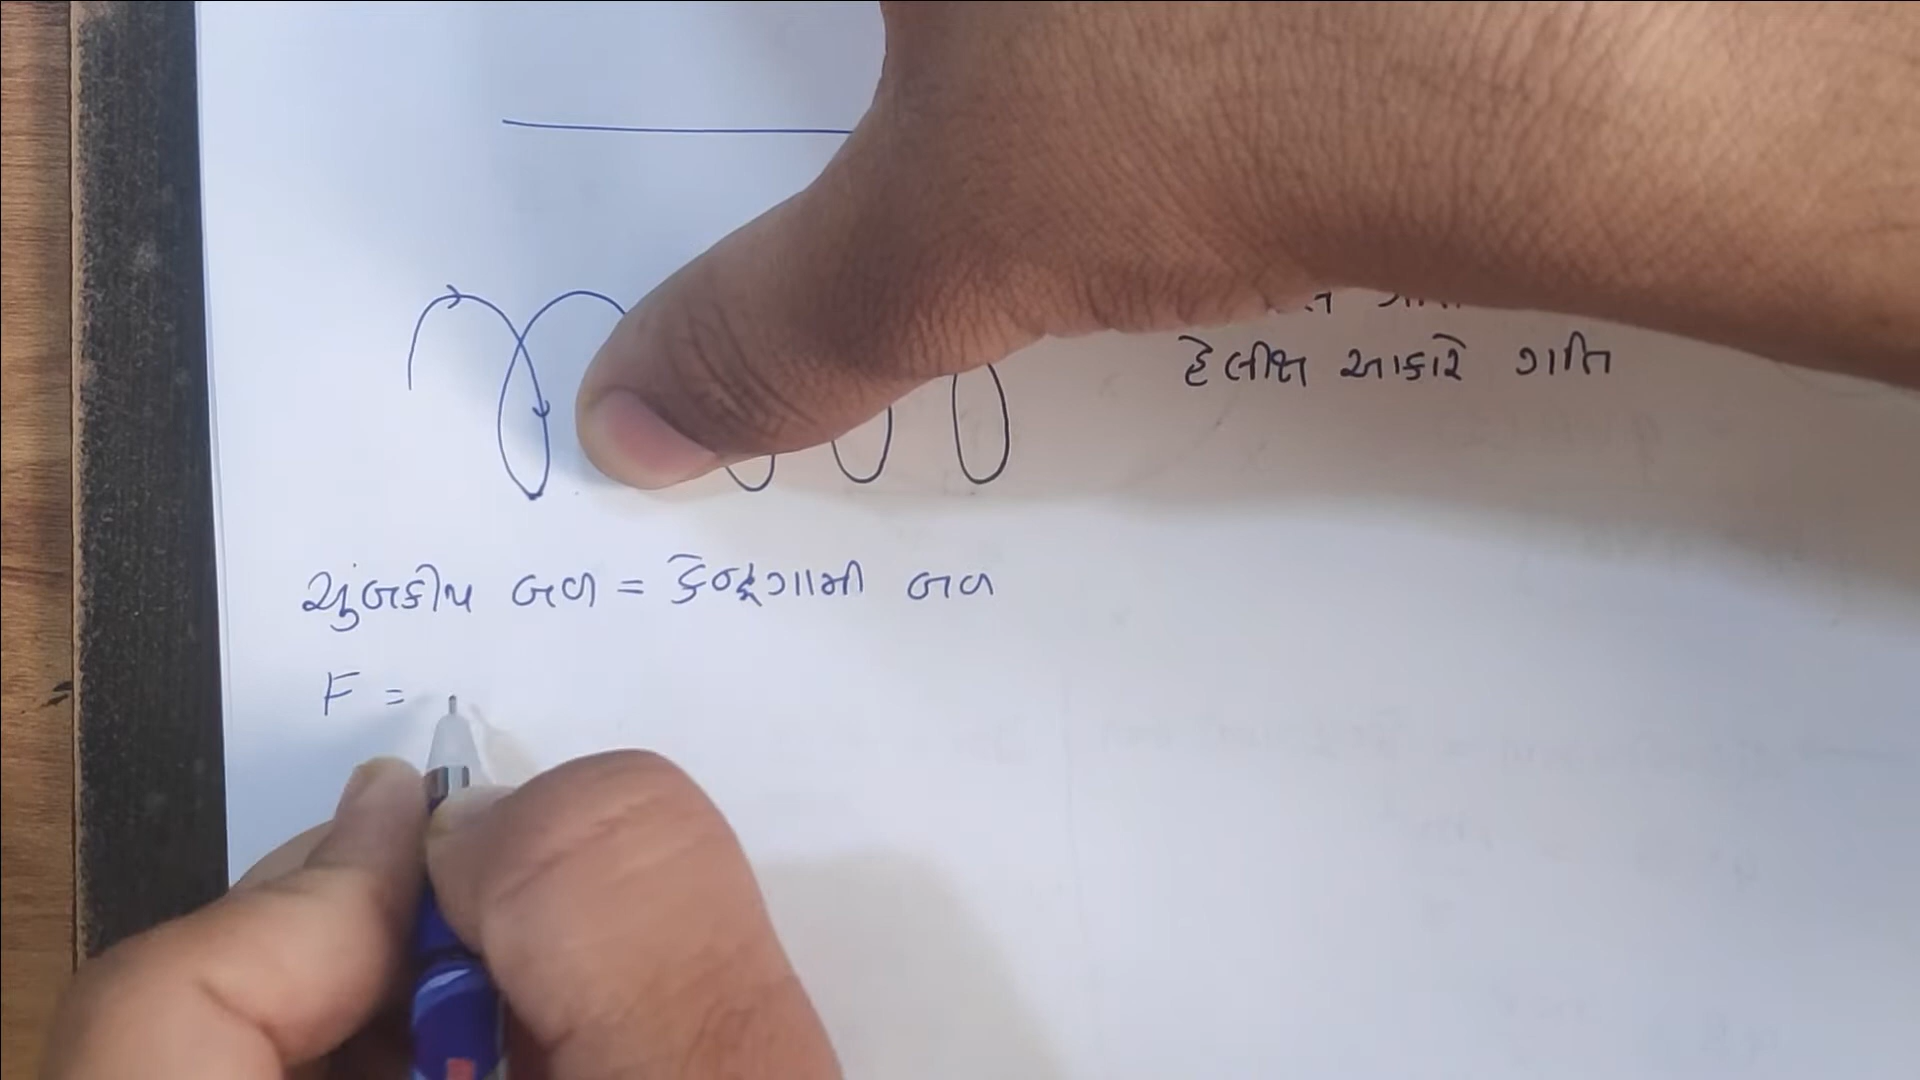 હેલીક્ષ આકારે ગતિ
ચુંબકીય બળ = કેન્દ્રગામી બળ
F =